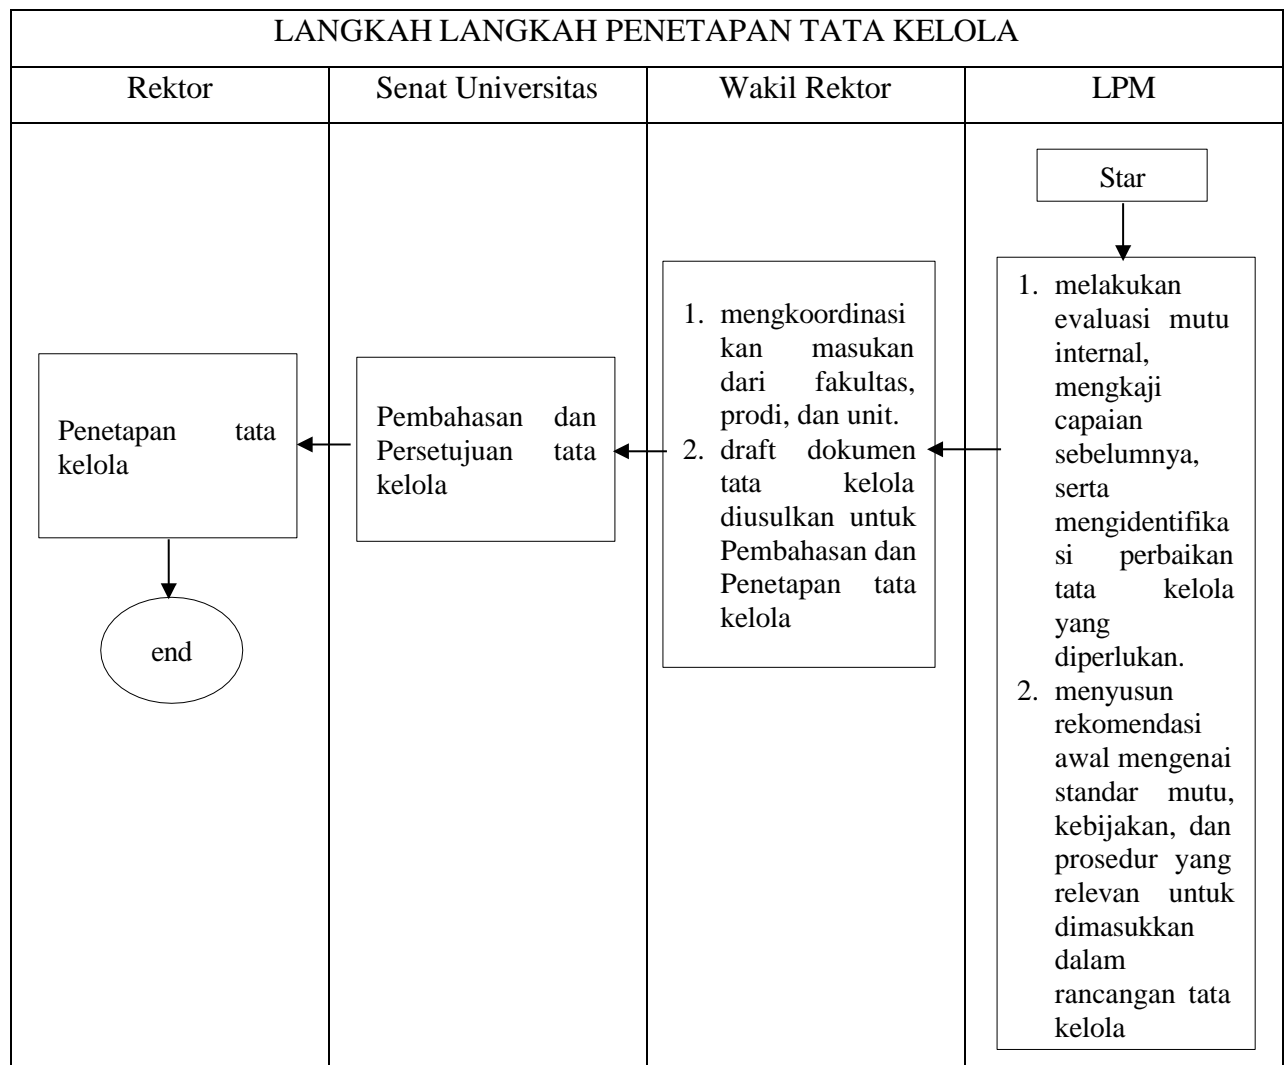 LANGKAH LANGKAH PENETAPAN TATA KELOLA
Rektor
Senat Universitas
Wakil Rektor
LPM
Penetapan tata
kelola
end
Pembahasan dan
Persetujuan tata
kelola
1. mengkoordinasi
kan masukan
dari fakultas,
prodi, dan unit.
2. draft dokumen
tata kelola
diusulkan untuk
Pembahasan dan
Penetapan tata
kelola
Star
1. melakukan
evaluasi mutu
internal,
mengkaji
capaian
sebelumnya,
serta
mengidentifika
si perbaikan
tata kelola
yang
diperlukan.
2. menyusun
rekomendasi
awal mengenai
standar mutu,
kebijakan, dan
prosedur yang
relevan untuk
dimasukkan
dalam
rancangan tata
kelola